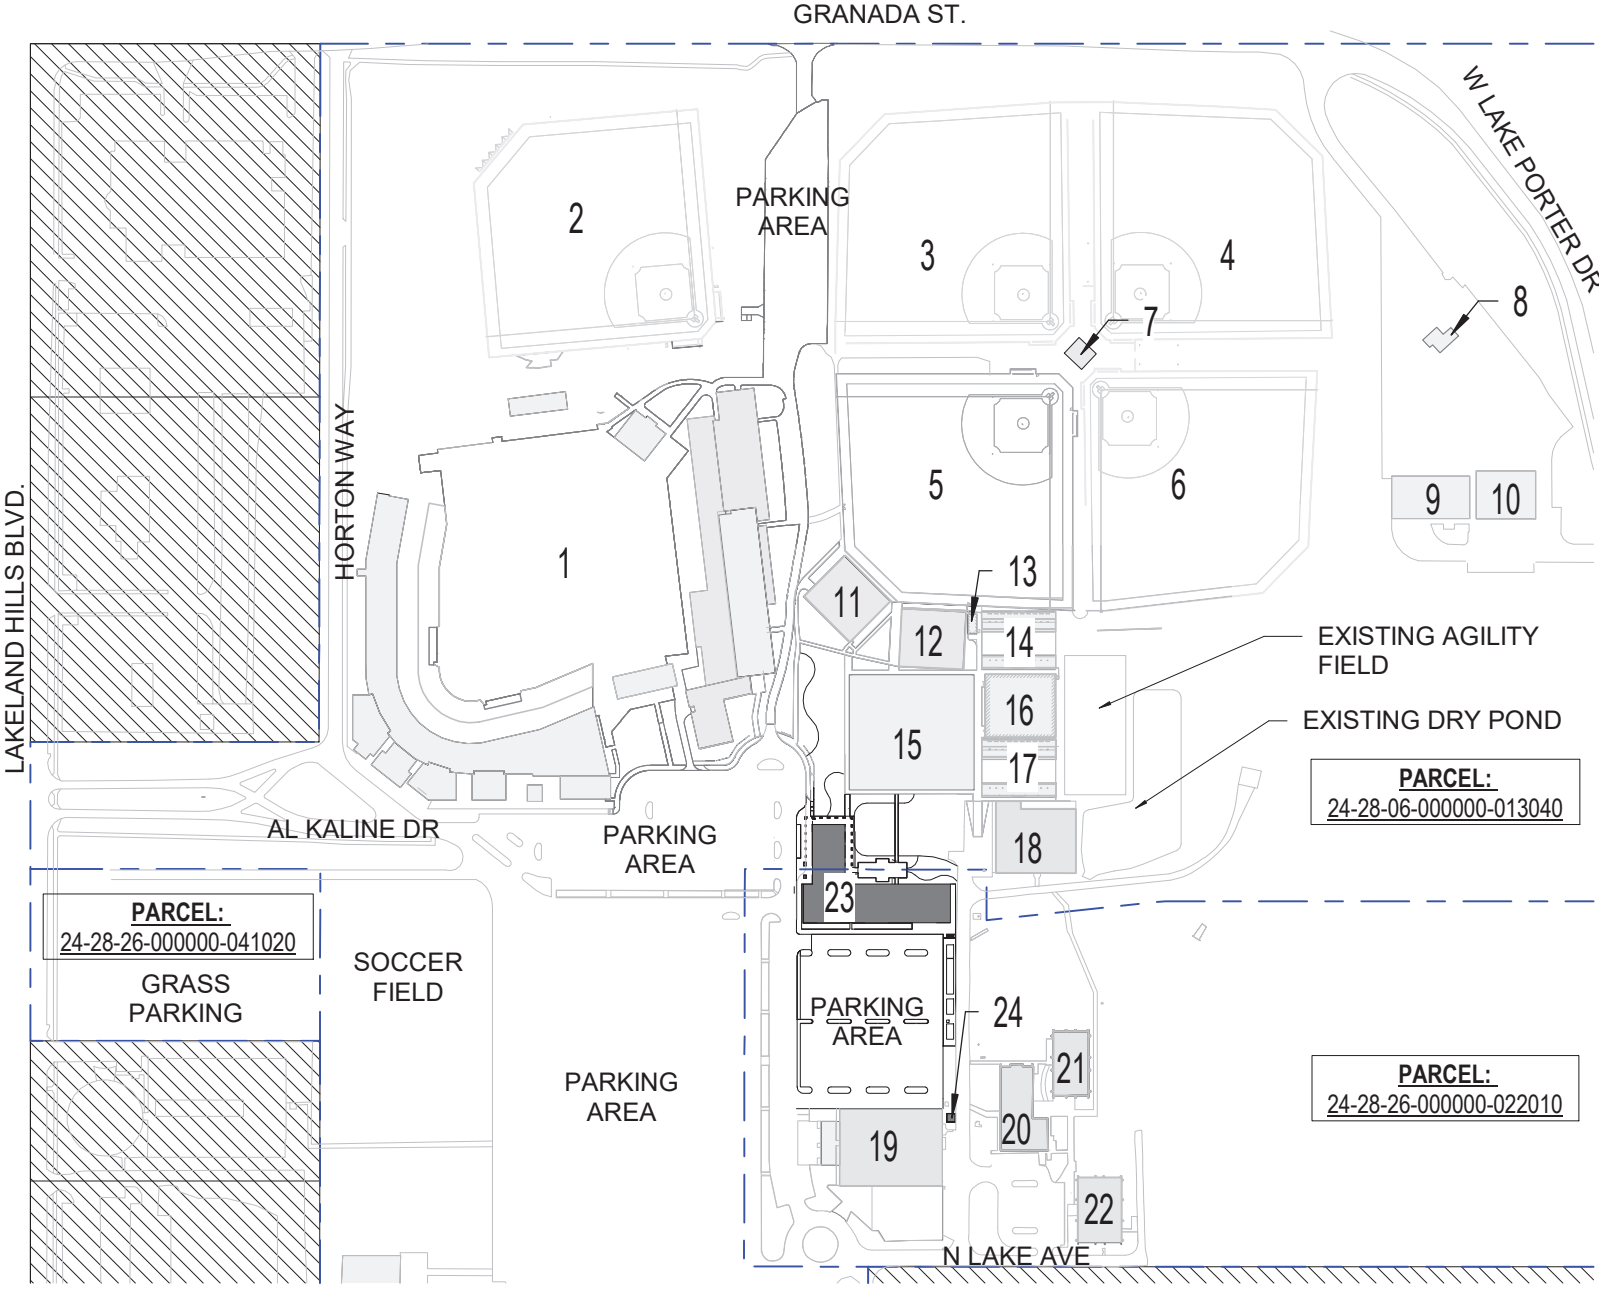 GRANADA ST.
W LAKE PORTER DR
2
PARKING
AREA
3
4
7
8
HORTON WAY
LAKELAND HILLS BLVD.
1
5
6
9
10
11
12
13
14
EXISTING AGILITY
FIELD
16
15
EXISTING DRY POND
17
PARCEL:
24-28-06-000000-013040
AL KALINE DR
PARKING
AREA
18
23
PARCEL:
24-28-26-000000-041020
GRASS
PARKING
SOCCER
FIELD
PARKING
AREA
24
21
PARKING
AREA
PARCEL:
24-28-26-000000-022010
20
19
22
N LAKE AVE